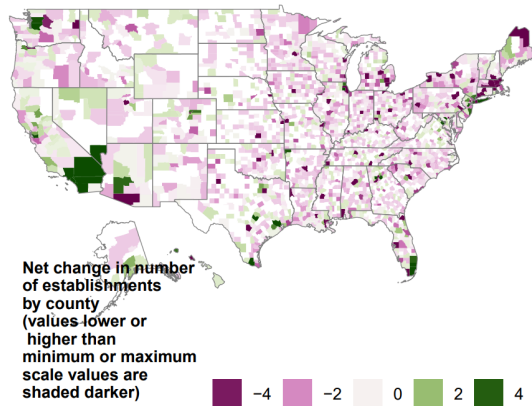 Net change in number
of establishments
by county
(values lower or
higher than
minimum or maximum
scale values are
shaded darker)
−4 −2 0 2 4